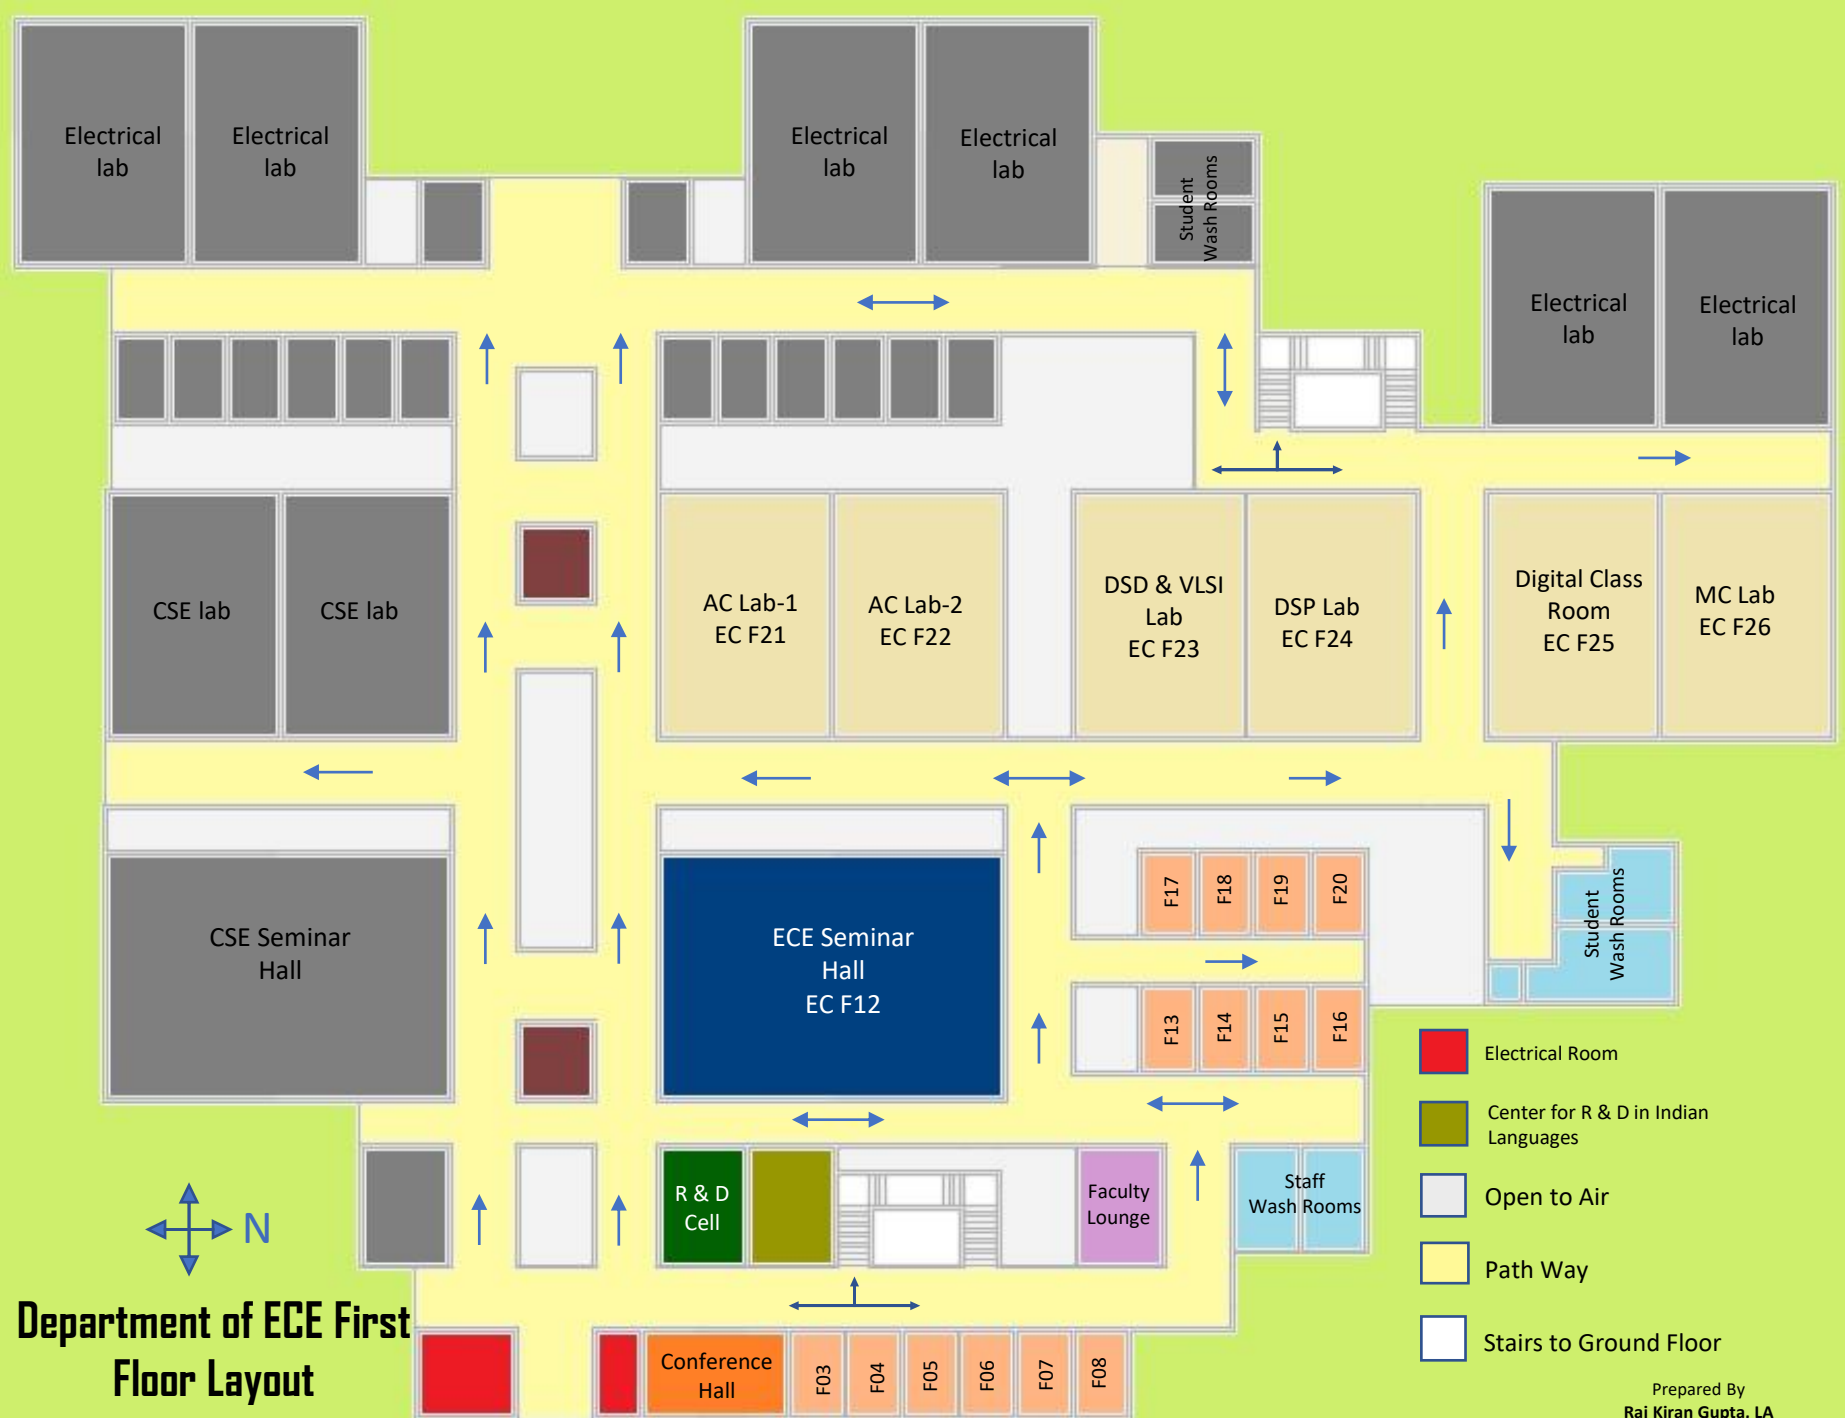 Electrical
lab
Electrical
lab
Electrical
lab
Electrical
lab
Student
Wash Rooms
Electrical
lab
Electrical
lab
CSE lab
CSE lab
AC Lab-1
EC F21
AC Lab-2
EC F22
DSD & VLSI
Lab
EC F23
DSP Lab
EC F24
Digital Class
Room
EC F25
MC Lab
EC F26
CSE Seminar
Hall
ECE Seminar
Hall
EC F12
F17
F18
F19
F20
Student
Wash Rooms
F13
F14
F15
F16
R & D
Cell
Faculty
Lounge
Staff
Wash Rooms
Conference
Hall
F03
F04
F05
F06
F07
F08
N
Department of ECE First
Floor Layout
Electrical Room
Center for R & D in Indian
Languages
Open to Air
Path Way
Stairs to Ground Floor
Prepared By
Raj Kiran Gupta, LA